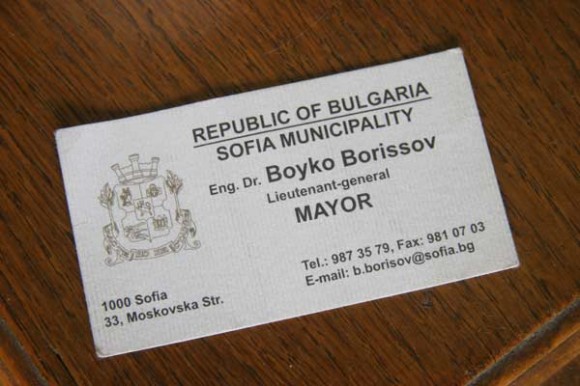 REPUBLIC OF BULGARIA
SOFIA MUNICIPALITY
Eng. Dr. Boyko Borissov
Lieutenant-general
MAYOR
Tel.: 987 35 79, Fax: 981 07 03
E-mail: b.borisov@sofia.bg
1000 Sofia
33, Moskovska Str.